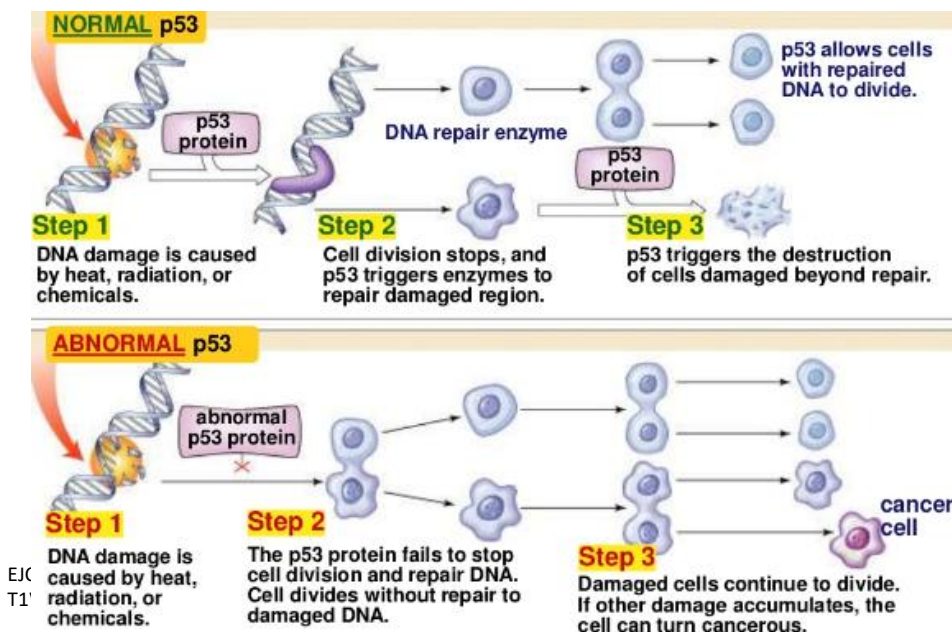 NORMAL p53
p53
protein
DNA repair enzyme
p53 allows cells
with repaired
DNA to divide.
p53
protein
Step 1
DNA damage is caused
by heat, radiation, or
chemicals.
Step 2
Cell division stops, and
p53 triggers enzymes to
repair damaged region.
Step 3
p53 triggers the destruction
of cells damaged beyond repair.
ABNORMAL p53
abnormal
p53 protein
Step 1
DNA damage is
caused by heat,
radiation, or
chemicals.
Step 2
The p53 protein fails to stop
cell division and repair DNA.
Cell divides without repair to
damaged DNA.
cancer
cell
Step 3
Damaged cells continue to divide.
If other damage accumulates, the
cell can turn cancerous.